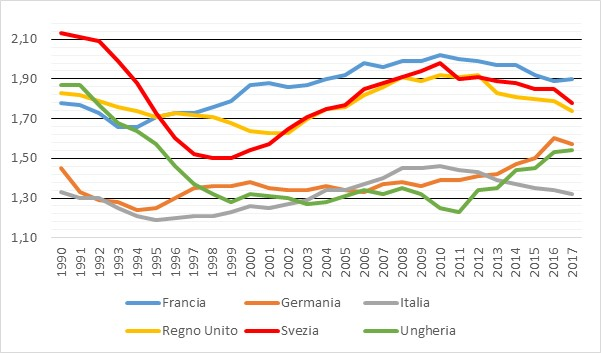 2,10
1,90
1,70
1,50
1,30
1,10
1990 1991 1992 1993 1994 1995 1996 1997 1998 1999 2000 2001 2002 2003 2004 2005 2006 2007 2008 2009 2010 2011 2012 2013 2014 2015 2016 2017
Francia Germania Italia
Regno Unito Svezia Ungheria